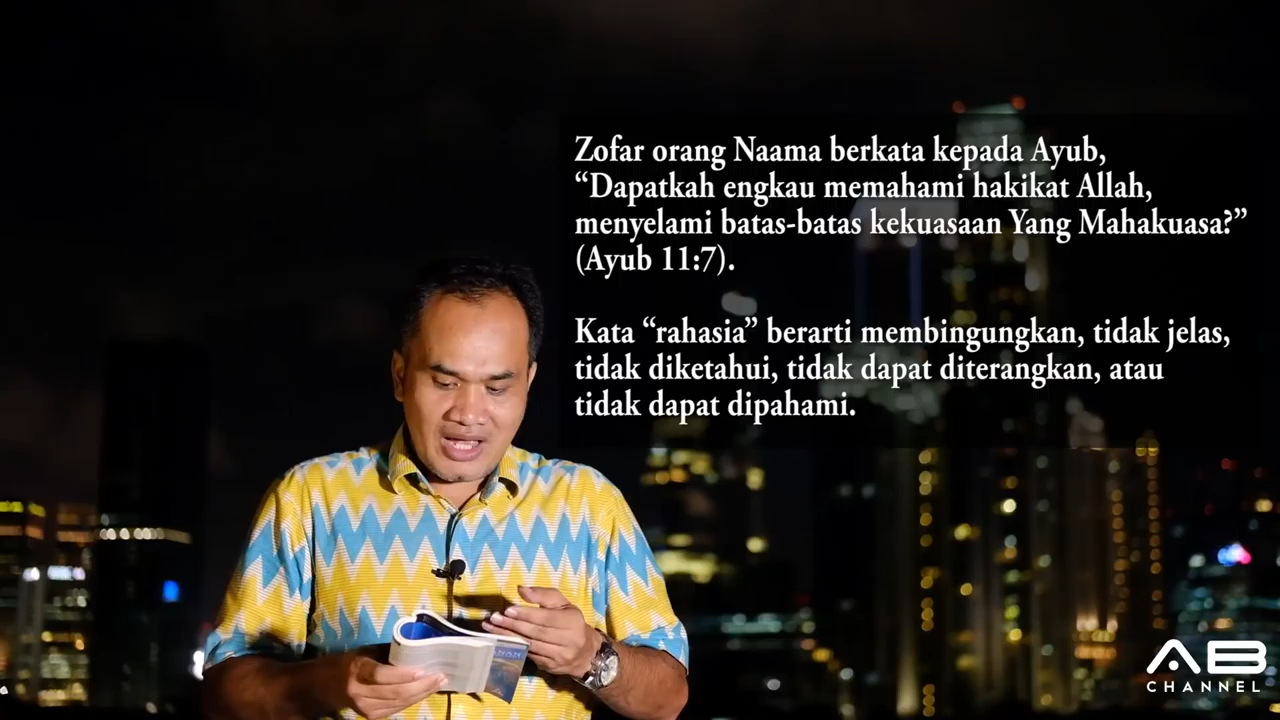 Zofar orang Naama berkata kepada Ayub,
“Dapatkah engkau memahami hakikat Allah,
menyelami batas-batas kekuasaan Yang Mahakuasa?”
(Ayub 11:7).
Kata “rahasia” berarti membingungkan, tidak jelas,
tidak diketahui, tidak dapat diterangkan, atau
tidak dapat dipahami.
AB
CHANNEL